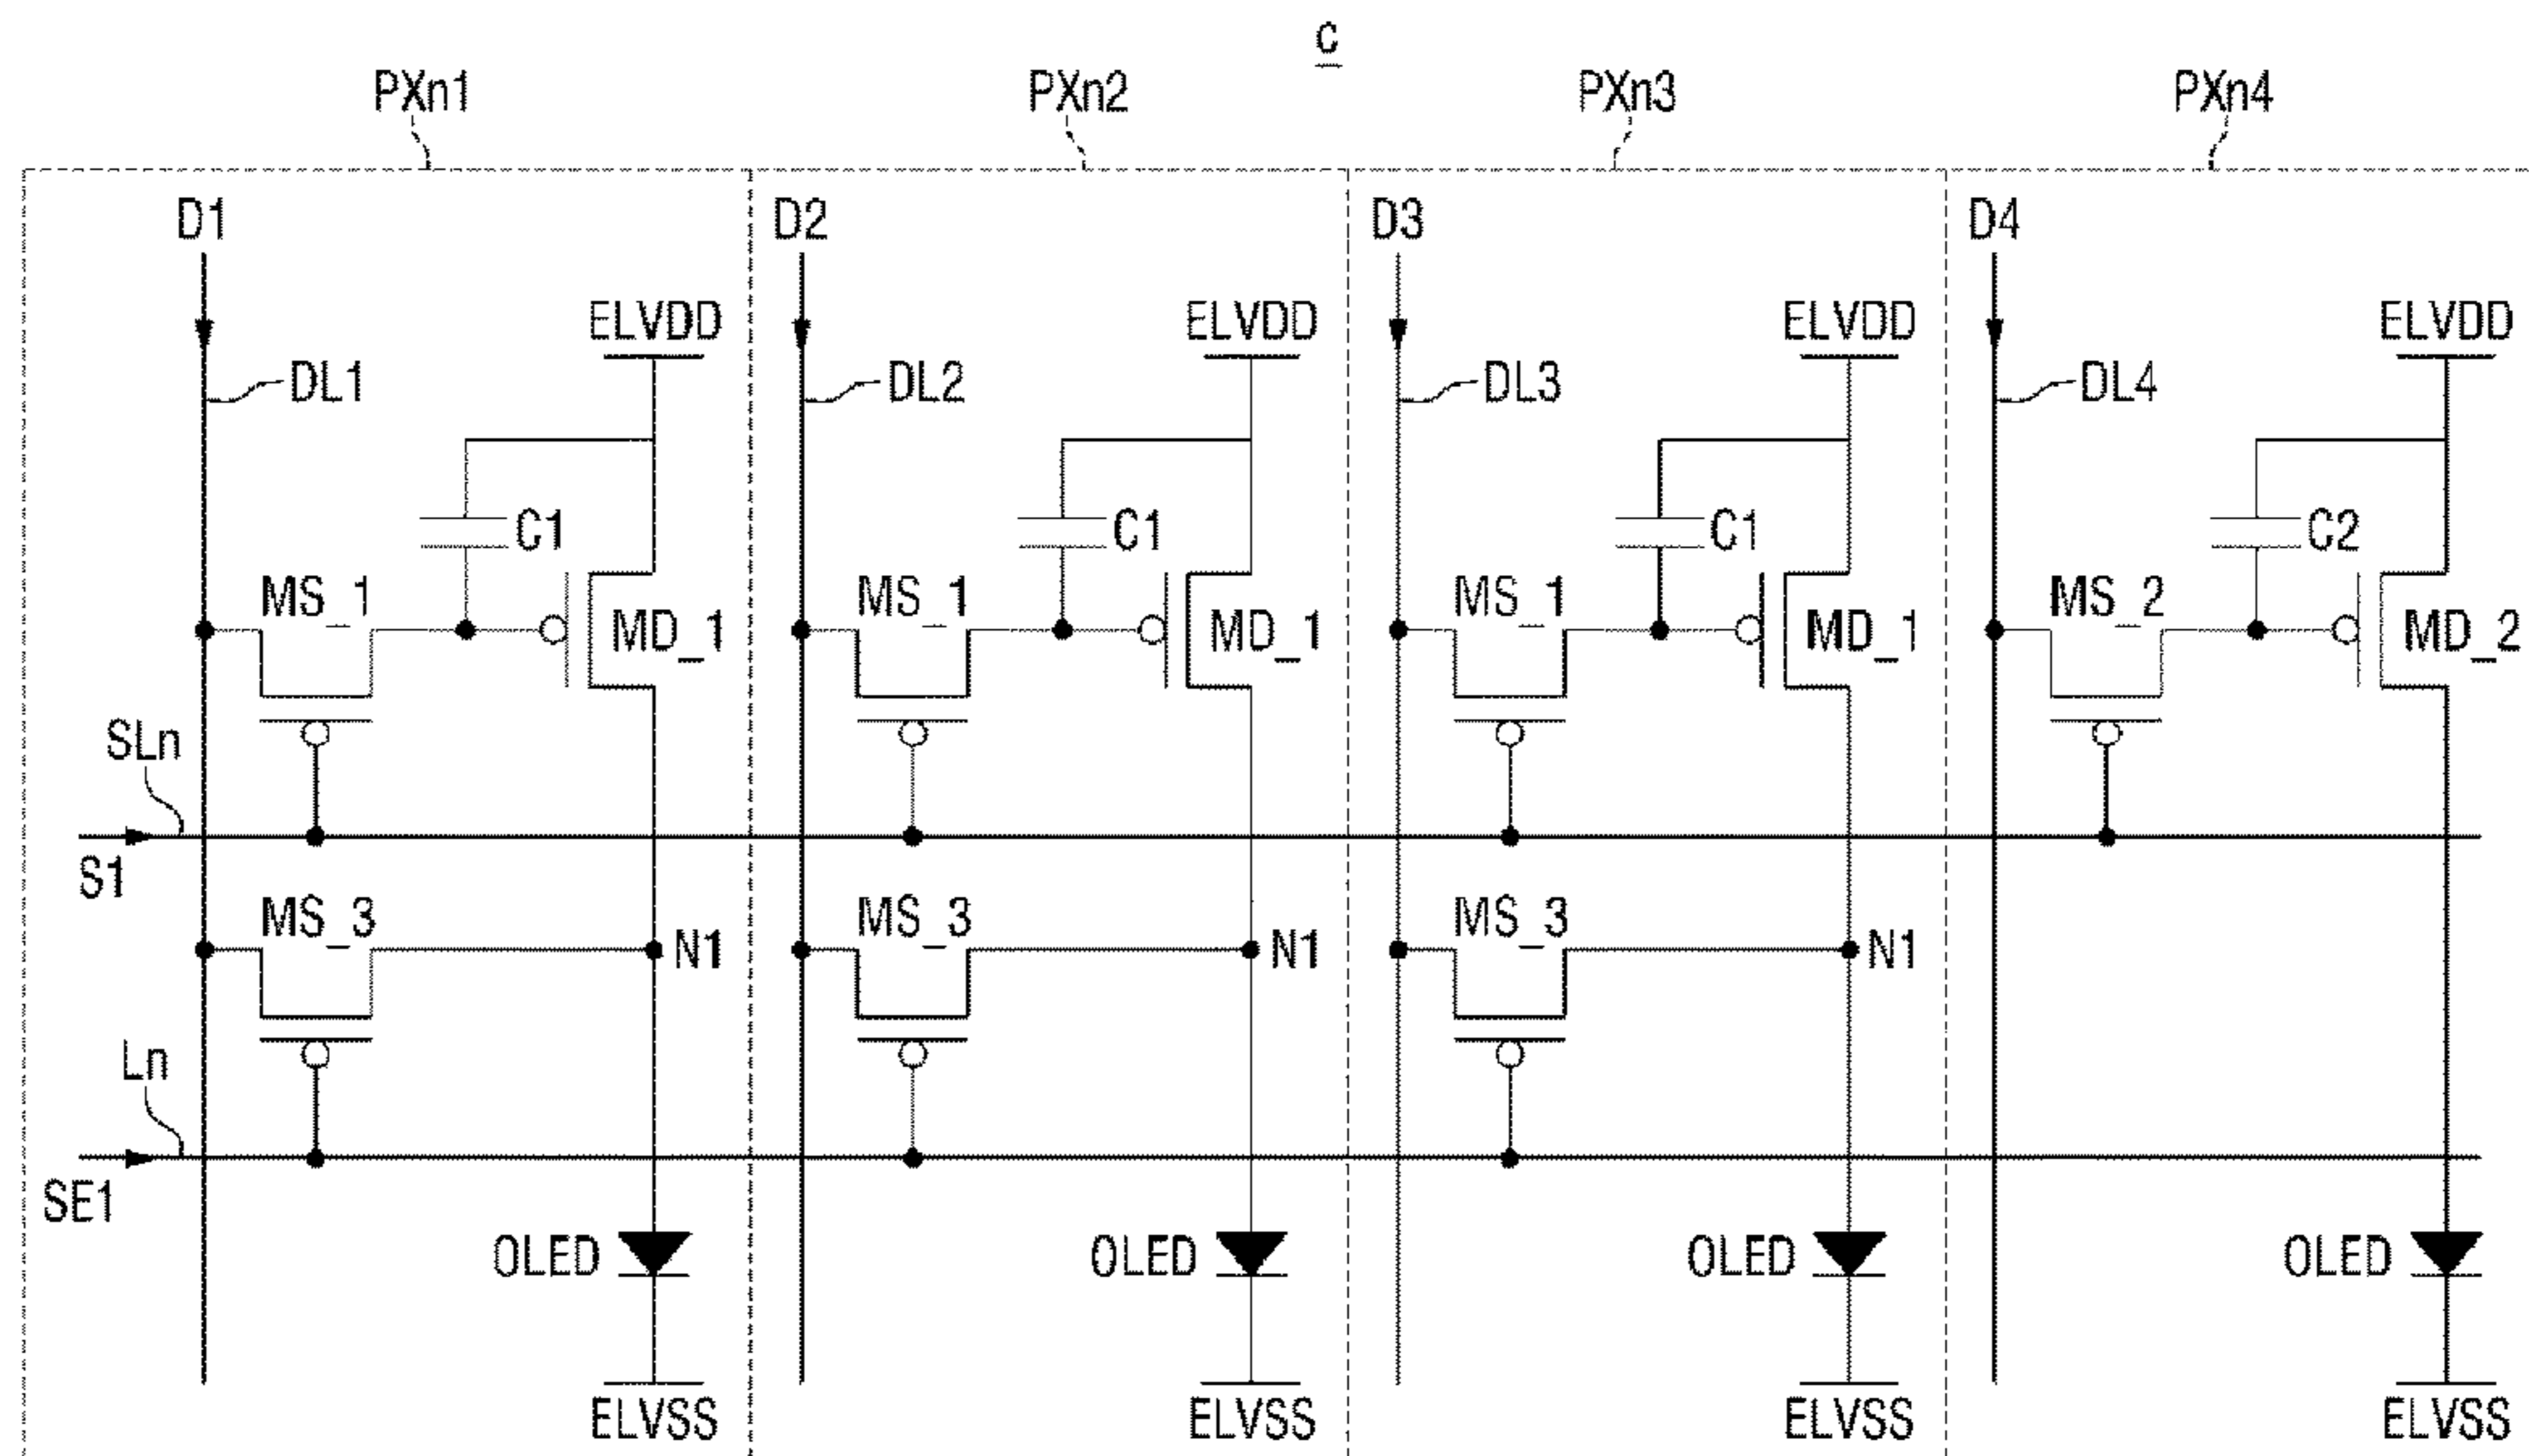 c
PXn1 PXn2 PXn3 PXn4
D1 D2 D3 D4
ELVDD ELVDD ELVDD ELVDD
DL1 DL2 DL3 DL4
C1 C1 C1 C2
MS_1 MS_1 MS_1 MS_2
MD_1 MD_1 MD_1 MD_2
SLn
S1
MS_3 MS_3 MS_3
N1 N1 N1
Ln
SE1
OLED OLED OLED OLED
ELVSS ELVSS ELVSS ELVSS